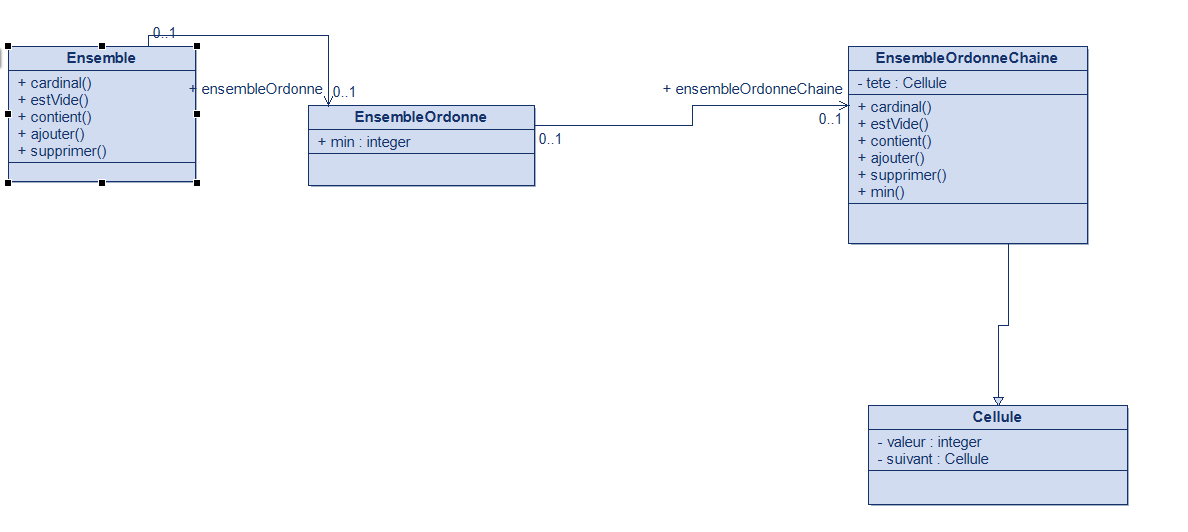 0..1
Ensemble
+ cardinal()
+ estVide()
+ contient()
+ ajouter()
+ supprimer()
+ ensembleOrdonne
0..1
EnsembleOrdonne
+ min : integer
0..1
+ ensembleOrdonneChaine
0..1
EnsembleOrdonneChaine
- tete : Cellule
+ cardinal()
+ estVide()
+ contient()
+ ajouter()
+ supprimer()
+ min()
Cellule
- valeur : integer
- suivant : Cellule